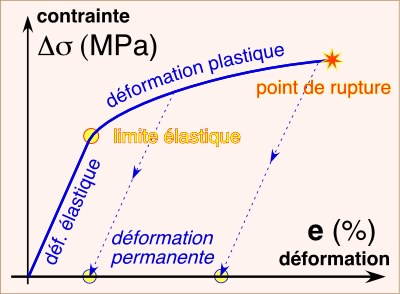 contrainte
Δσ (MPa)
déformation plastique
point de rupture
limite élastique
déf. élastique
déformation
permanente
e (%)
déformation